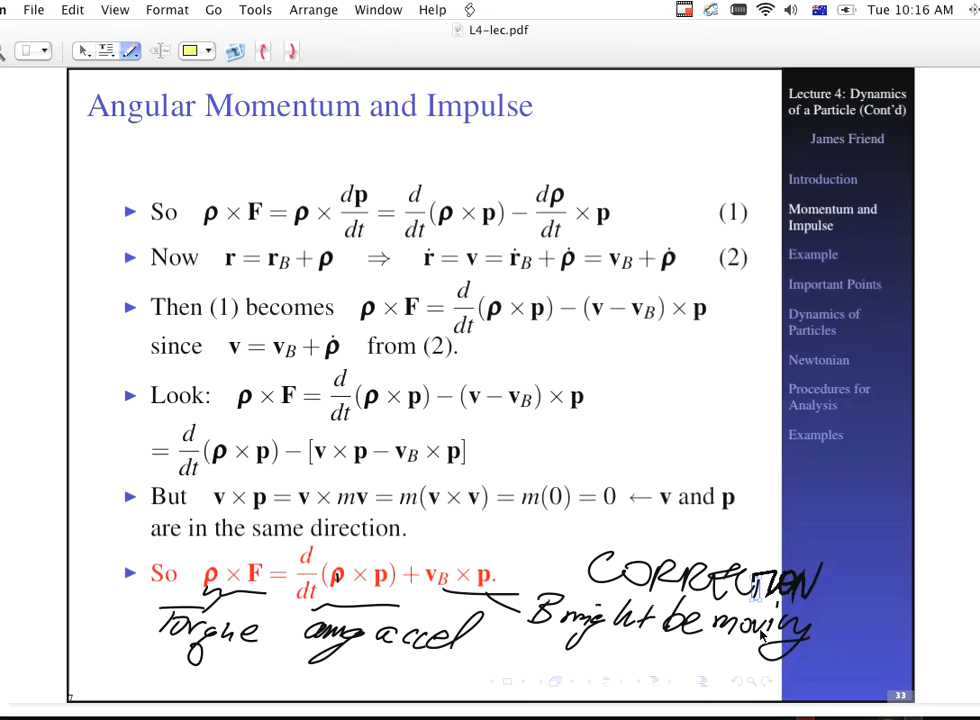 File Edit View Format Go Tools Arrange Window Help Tue 10:16 AM
L4-lec.pdf
Angular Momentum and Impulse
▶ So ρ × F = ρ × dp/dt = d/dt (ρ × p) − dρ/dt × p (1)
▶ Now r = r_B + ρ ⇒ ṙ = v = ṙ_B + ρ̇ = v_B + ρ̇ (2)
▶ Then (1) becomes ρ × F = d/dt (ρ × p) − (v − v_B) × p
since v = v_B + ρ̇ from (2).
▶ Look: ρ × F = d/dt (ρ × p) − (v − v_B) × p
= d/dt (ρ × p) − [v × p − v_B × p]
▶ But v × p = v × mv = m(v × v) = m(0) = 0 ← v and p
are in the same direction.
▶ So ρ × F = d/dt (ρ × p) + v_B × p.
CORRECTION
Torque ang accel B might be moving
Lecture 4: Dynamics
of a Particle (Cont'd)
James Friend
Introduction
Momentum and
Impulse
Example
Important Points
Dynamics of
Particles
Newtonian
Procedures for
Analysis
Examples
33